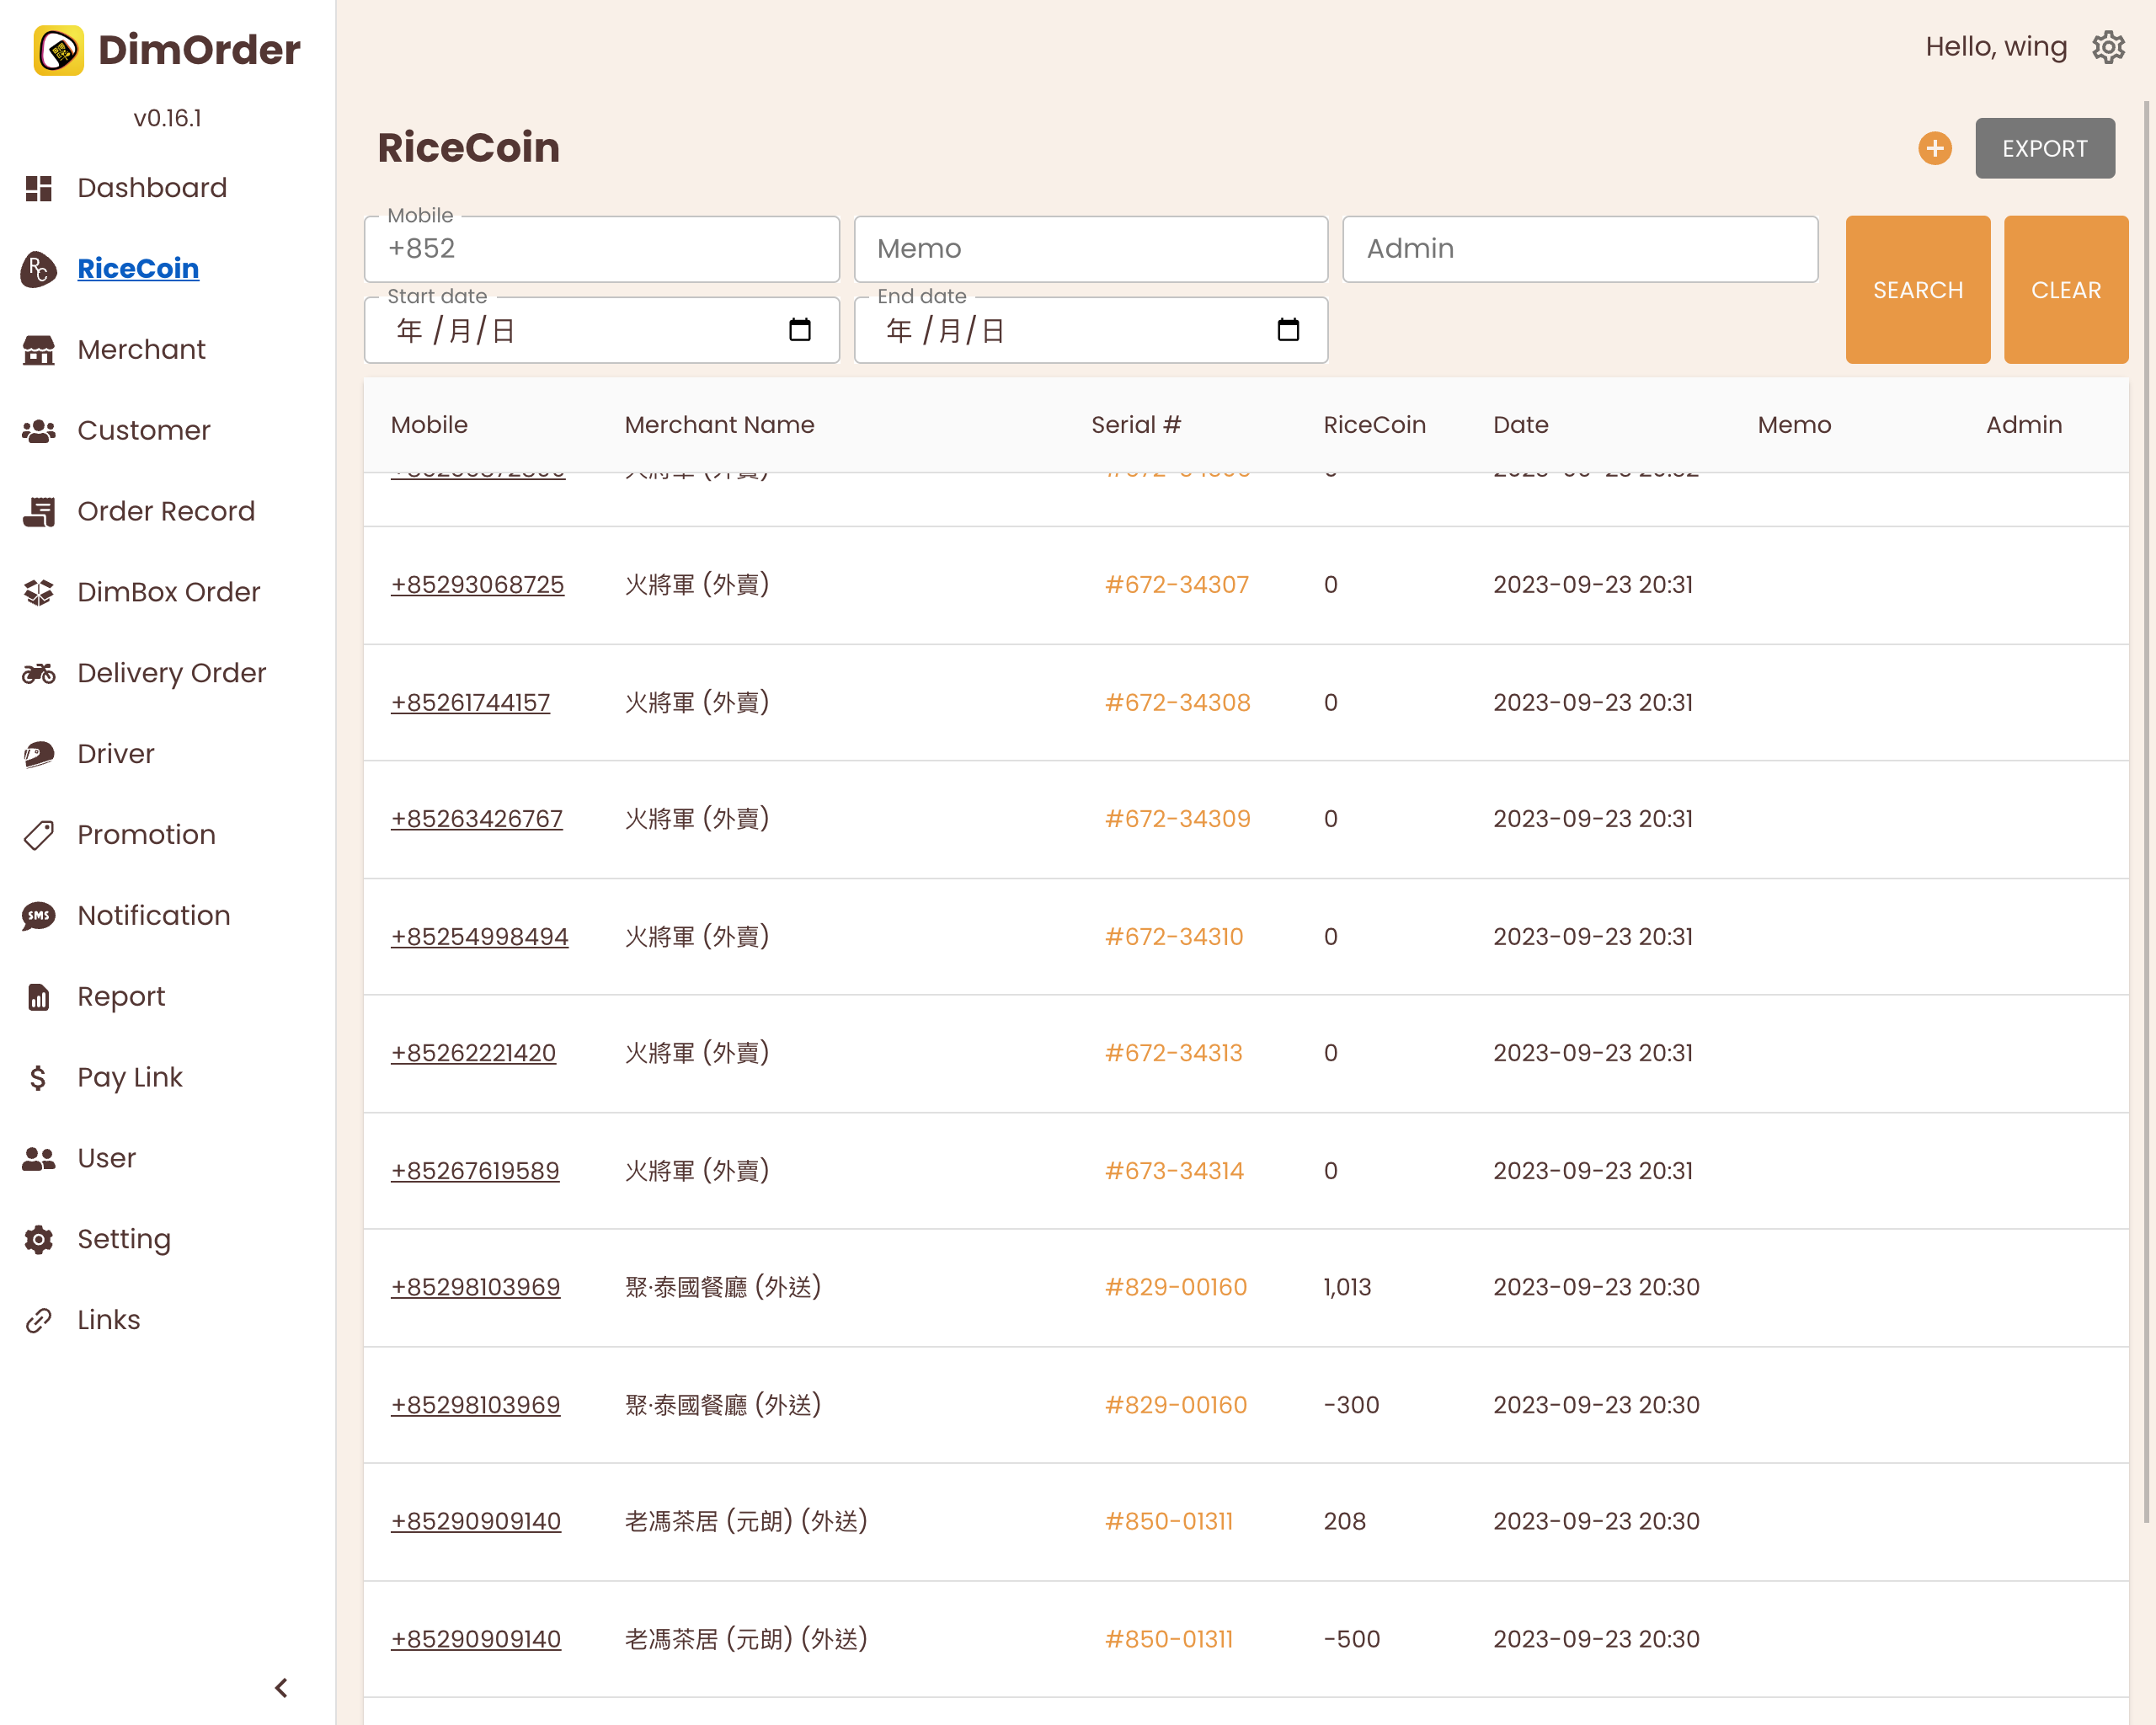 DimOrder
v0.16.1
Hello, wing
Dashboard
RiceCoin
Merchant
Customer
Order Record
DimBox Order
Delivery Order
Driver
Promotion
SMS
Notification
Report
Pay Link
User
Setting
Links
RiceCoin
EXPORT
Mobile
+852
Memo
Admin
Start date
年 /月/日
End date
年 /月/日
SEARCH
CLEAR
Mobile Merchant Name Serial # RiceCoin Date Memo Admin
+85293068725 火將軍 (外賣) #672-34307 0 2023-09-23 20:31
+85261744157 火將軍 (外賣) #672-34308 0 2023-09-23 20:31
+85263426767 火將軍 (外賣) #672-34309 0 2023-09-23 20:31
+85254998494 火將軍 (外賣) #672-34310 0 2023-09-23 20:31
+85262221420 火將軍 (外賣) #672-34313 0 2023-09-23 20:31
+85267619589 火將軍 (外賣) #673-34314 0 2023-09-23 20:31
+85298103969 聚·泰國餐廳 (外送) #829-00160 1,013 2023-09-23 20:30
+85298103969 聚·泰國餐廳 (外送) #829-00160 -300 2023-09-23 20:30
+85290909140 老馮茶居 (元朗) (外送) #850-01311 208 2023-09-23 20:30
+85290909140 老馮茶居 (元朗) (外送) #850-01311 -500 2023-09-23 20:30